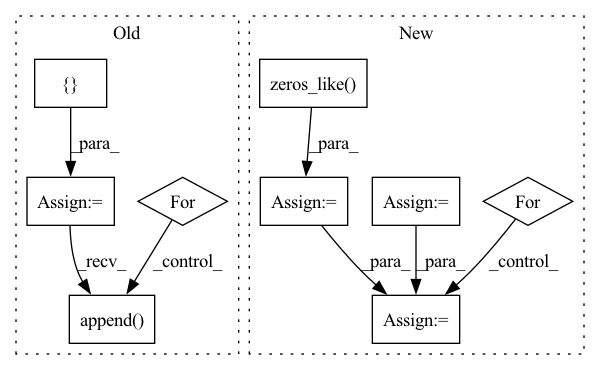 Old
New
{}
zeros_like()
_para_
_para_
Assign:=
For
Assign:=
Assign:=
For
_recv_
_control_
_para_
_para_
_control_
append()
Assign:=